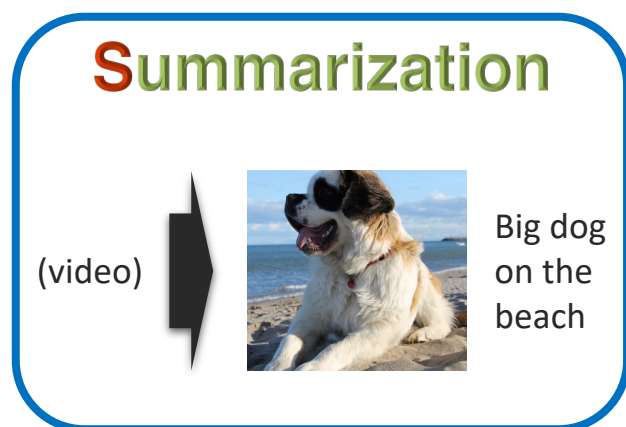 Summarization
(video)
Big dog
on the
beach